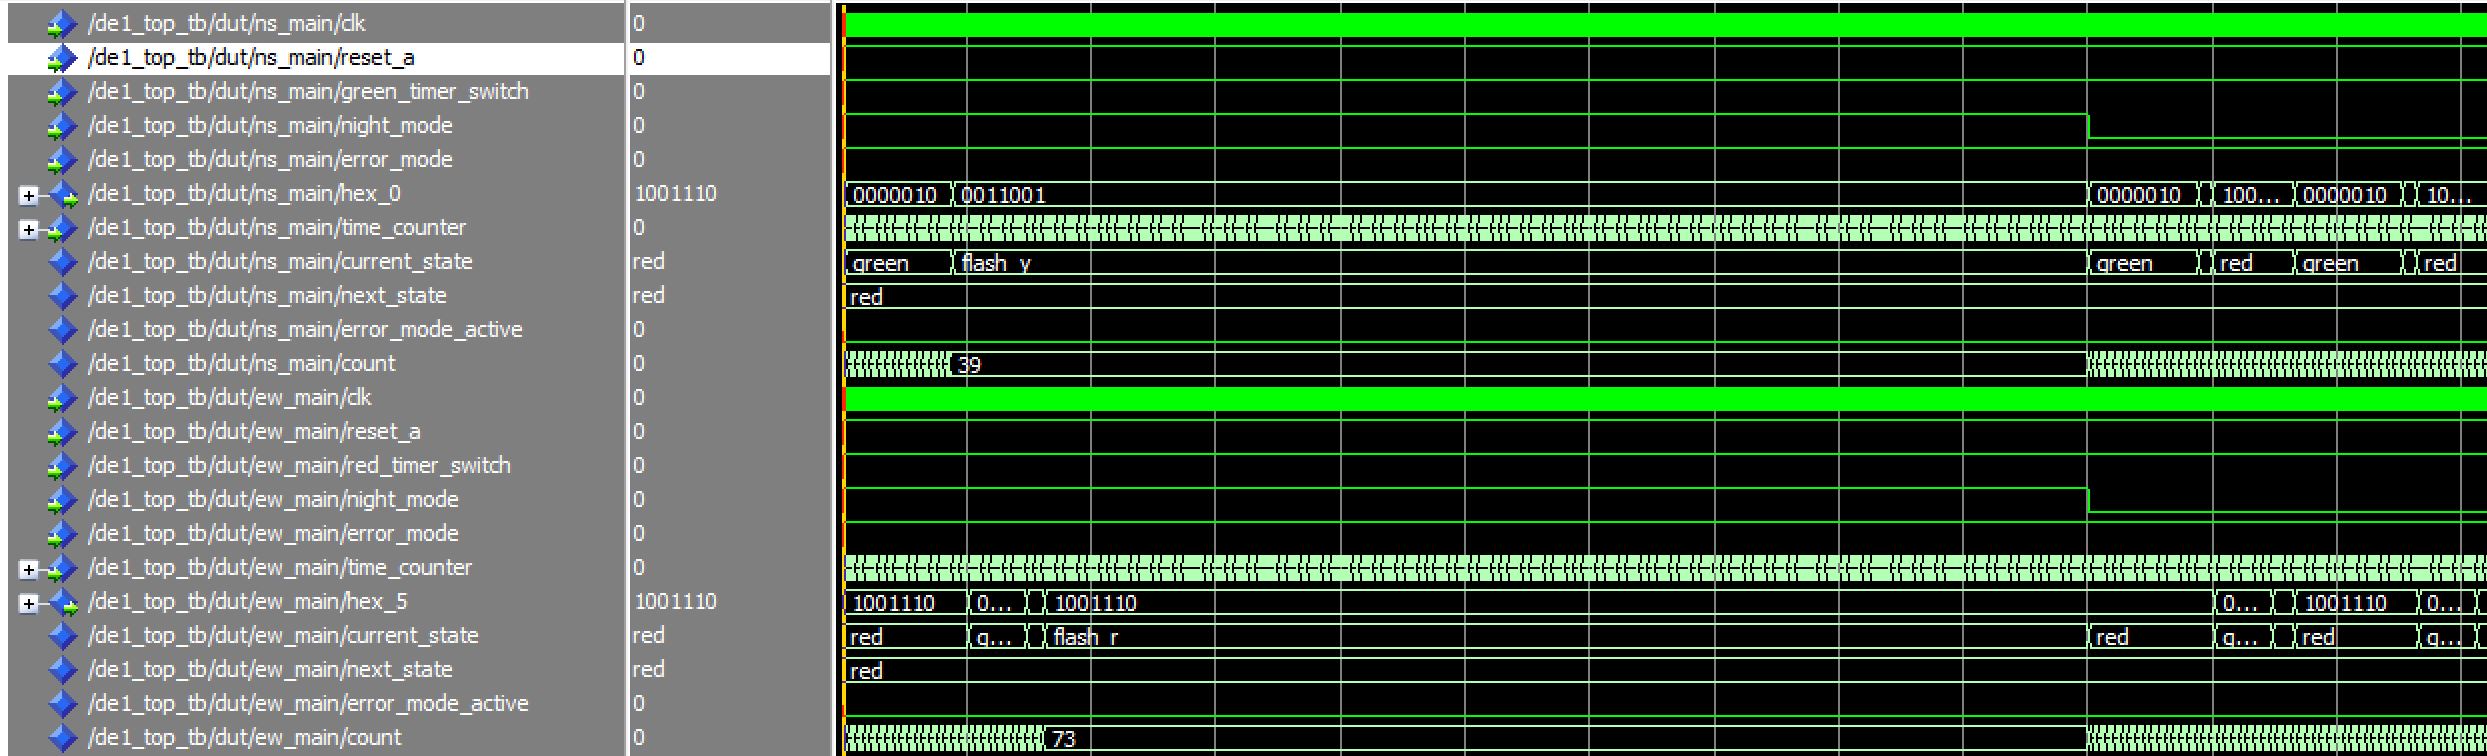 /de1_top_tb/dut/ns_main/clk 0
/de1_top_tb/dut/ns_main/reset_a 0
/de1_top_tb/dut/ns_main/green_timer_switch 0
/de1_top_tb/dut/ns_main/night_mode 0
/de1_top_tb/dut/ns_main/error_mode 0
/de1_top_tb/dut/ns_main/hex_0 1001110 0000010 0011001 0000010 100... 0000010 10...
/de1_top_tb/dut/ns_main/time_counter 0
/de1_top_tb/dut/ns_main/current_state red green flash_y green red green red
/de1_top_tb/dut/ns_main/next_state red red
/de1_top_tb/dut/ns_main/error_mode_active 0
/de1_top_tb/dut/ns_main/count 0 39
/de1_top_tb/dut/ew_main/clk 0
/de1_top_tb/dut/ew_main/reset_a 0
/de1_top_tb/dut/ew_main/red_timer_switch 0
/de1_top_tb/dut/ew_main/night_mode 0
/de1_top_tb/dut/ew_main/error_mode 0
/de1_top_tb/dut/ew_main/time_counter 0
/de1_top_tb/dut/ew_main/hex_5 1001110 1001110 0... 1001110 0... 1001110 0...
/de1_top_tb/dut/ew_main/current_state red red g... flash_r red g... red g...
/de1_top_tb/dut/ew_main/next_state red red
/de1_top_tb/dut/ew_main/error_mode_active 0
/de1_top_tb/dut/ew_main/count 0 73